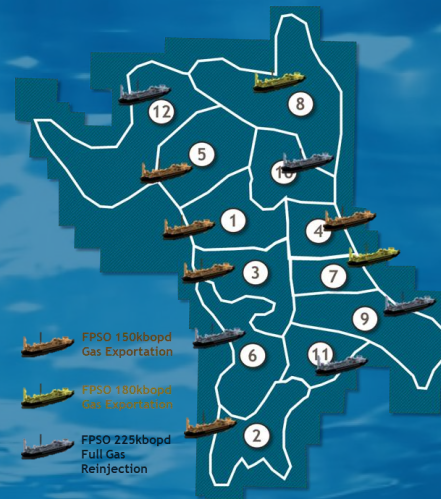 12
8
5
10
1
4
3
7
9
6
11
2
FPSO 150kbopd
Gas Exportation
FPSO 180kbopd
Gas Exportation
FPSO 225kbopd
Full Gas
Reinjection